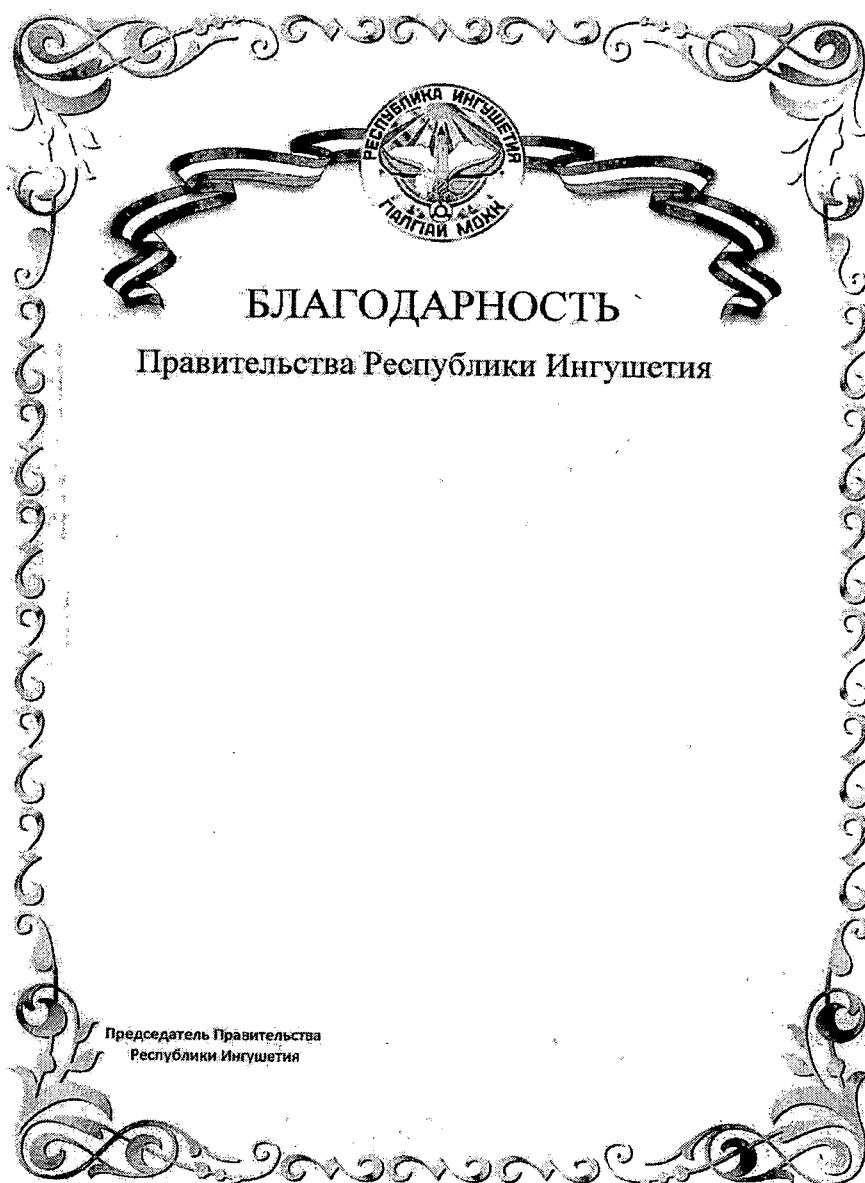 РЕСПУБЛИКА ИНГУШЕТИЯ
ГIАЛГIАЙ МОХК
БЛАГОДАРНОСТЬ
Правительства Республики Ингушетия
Председатель Правительства
Республики Ингушетия